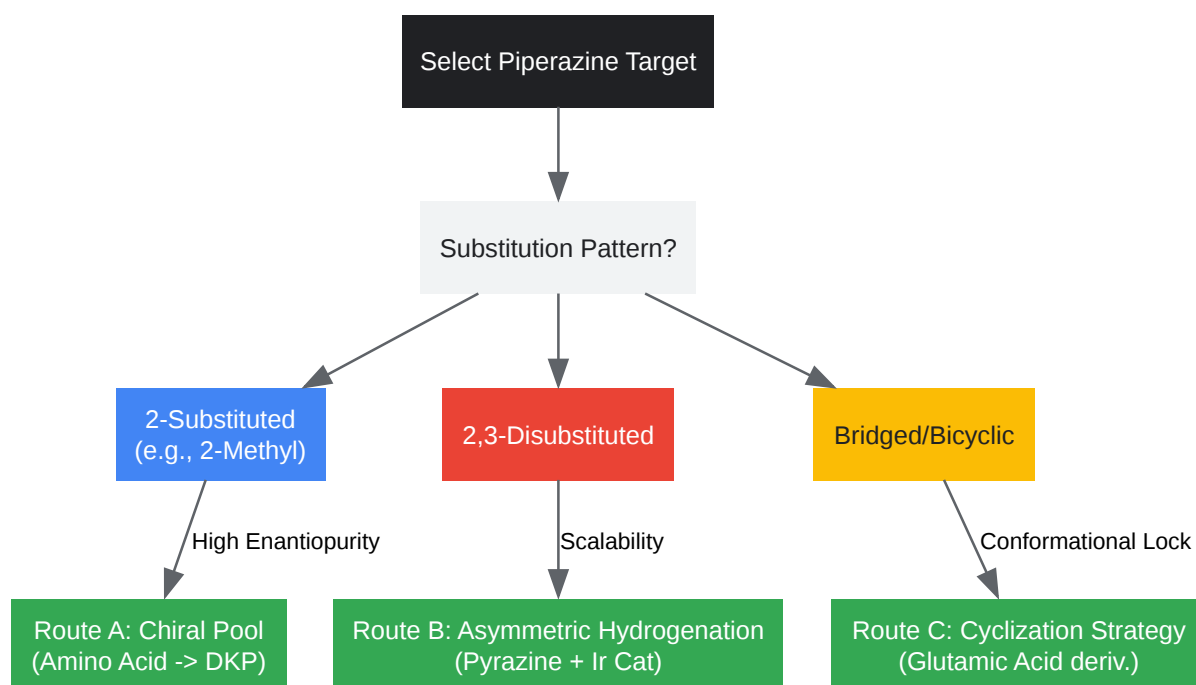 Select Piperazine Target
Substitution Pattern?
2-Substituted
(e.g., 2-Methyl)
2,3-Disubstituted
Bridged/Bicyclic
High Enantiopurity
Scalability
Conformational Lock
Route A: Chiral Pool
(Amino Acid -> DKP)
Route B: Asymmetric Hydrogenation
(Pyrazine + Ir Cat)
Route C: Cyclization Strategy
(Glutamic Acid deriv.)